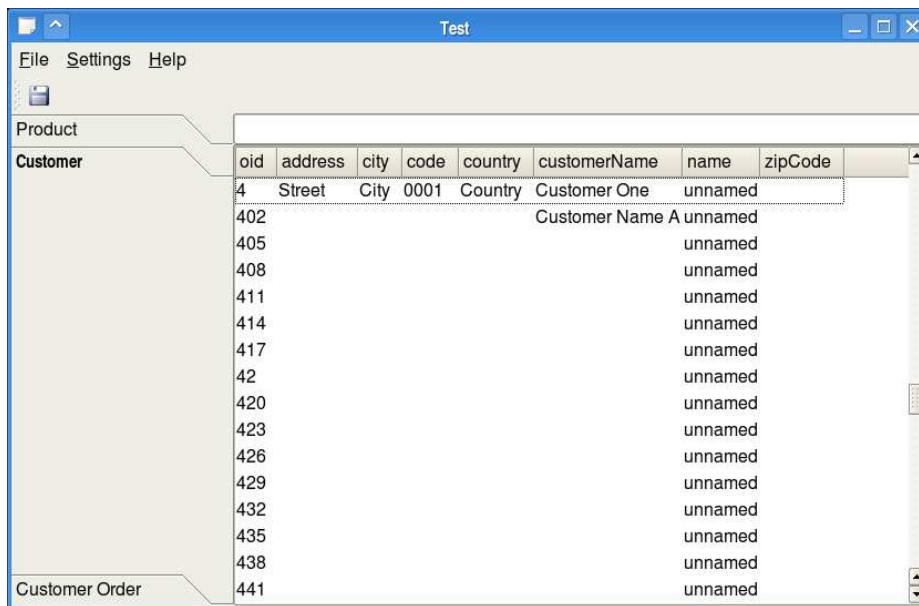 Test
File Settings Help
Product
Customer
oid address city code country customerName name zipCode
4 Street City 0001 Country Customer One unnamed
402 Customer Name A unnamed
405 unnamed
408 unnamed
411 unnamed
414 unnamed
417 unnamed
42 unnamed
420 unnamed
423 unnamed
426 unnamed
429 unnamed
432 unnamed
435 unnamed
438 unnamed
441 unnamed
Customer Order